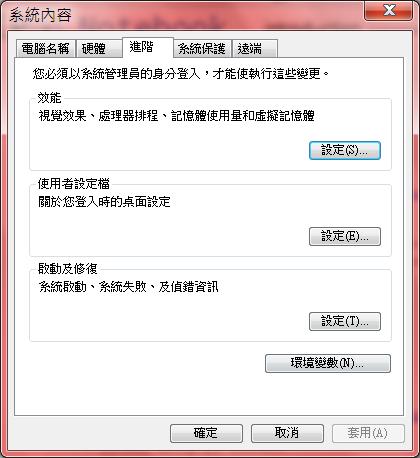 系統內容
電腦名稱 硬體 進階 系統保護 遠端
您必須以系統管理員的身分登入，才能使執行這些變更。
效能
視覺效果、處理器排程、記憶體使用量和虛擬記憶體
設定(S)...
使用者設定檔
關於您登入時的桌面設定
設定(E)...
啟動及修復
系統啟動、系統失敗、及偵錯資訊
設定(T)...
環境變數(N)...
確定 取消 套用(A)